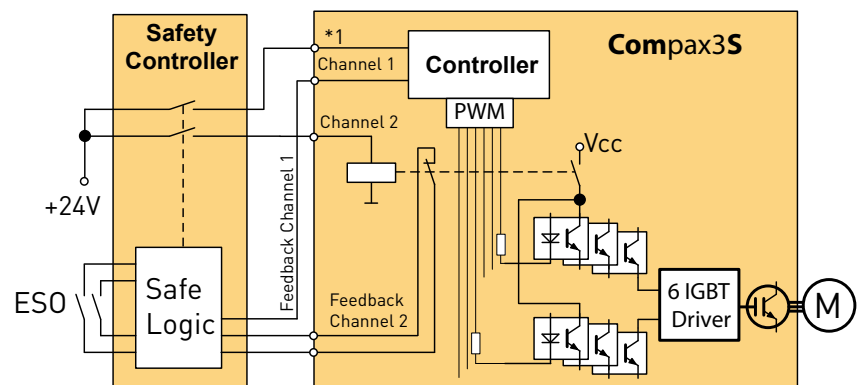 Safety
Controller
*1
Channel 1
Controller
Compax3S
PWM
Channel 2
Vcc
+24V
Feedback Channel 1
ESO
Safe
Logic
Feedback
Channel 2
6 IGBT
Driver
M